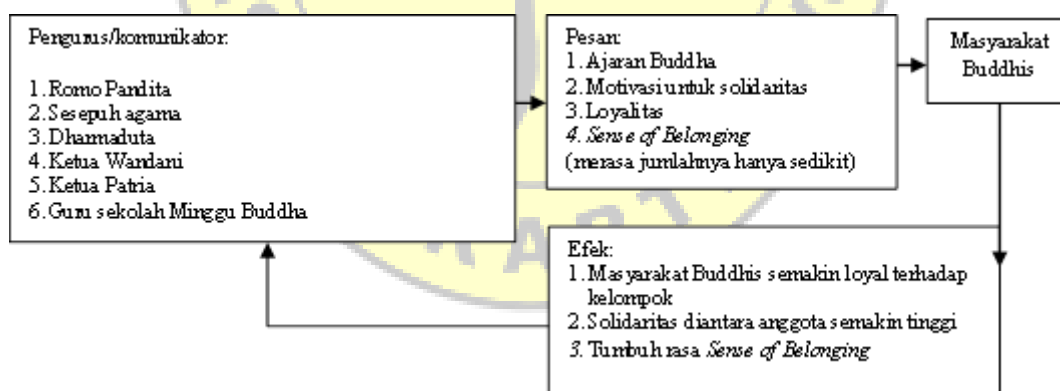 Pengurus/komunikator:
1. Romo Pandita
2. Sesepuh agama
3. Dharmaduta
4. Ketua Wandani
5. Ketua Patria
6. Guru sekolah Minggu Buddha
Pesan:
1. Ajaran Buddha
2. Motivasi untuk solidaritas
3. Loyalitas
4. Sense of Belonging
(merasa jumlahnya hanya sedikit)
Masyarakat
Buddhis
Efek:
1. Masyarakat Buddhis semakin loyal terhadap
kelompok
2. Solidaritas diantara anggota semakin tinggi
3. Tumbuh rasa Sense of Belonging